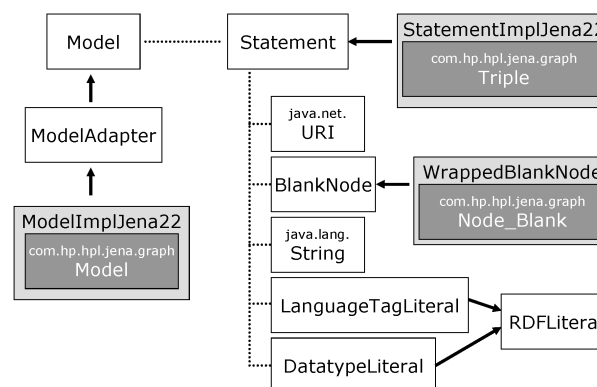 Model
Statement
StatementImplJena22
com.hp.hpl.jena.graph
Triple
java.net.
URI
ModelAdapter
BlankNode
WrappedBlankNode
com.hp.hpl.jena.graph
Node_Blank
ModelImplJena22
com.hp.hpl.jena.graph
Model
java.lang.
String
LanguageTagLiteral
RDFLitera
DatatypeLiteral